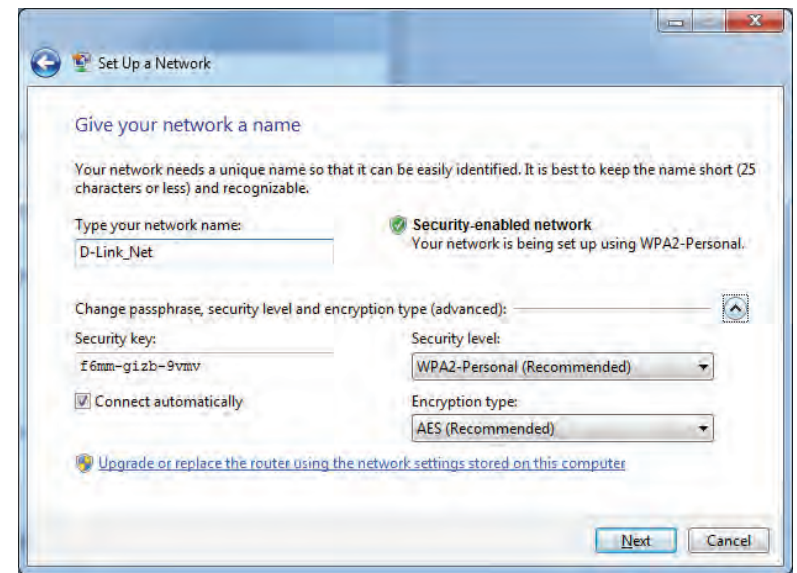 Set Up a Network
Give your network a name
Your network needs a unique name so that it can be easily identified. It is best to keep the name short (25
characters or less) and recognizable.
Type your network name:
D-Link_Net
Security-enabled network
Your network is being set up using WPA2-Personal.
Change passphrase, security level and encryption type (advanced):
Security key:
f6mm-gizb-9vmv
Security level:
WPA2-Personal (Recommended)
Connect automatically
Encryption type:
AES (Recommended)
Upgrade or replace the router using the network settings stored on this computer
Next
Cancel